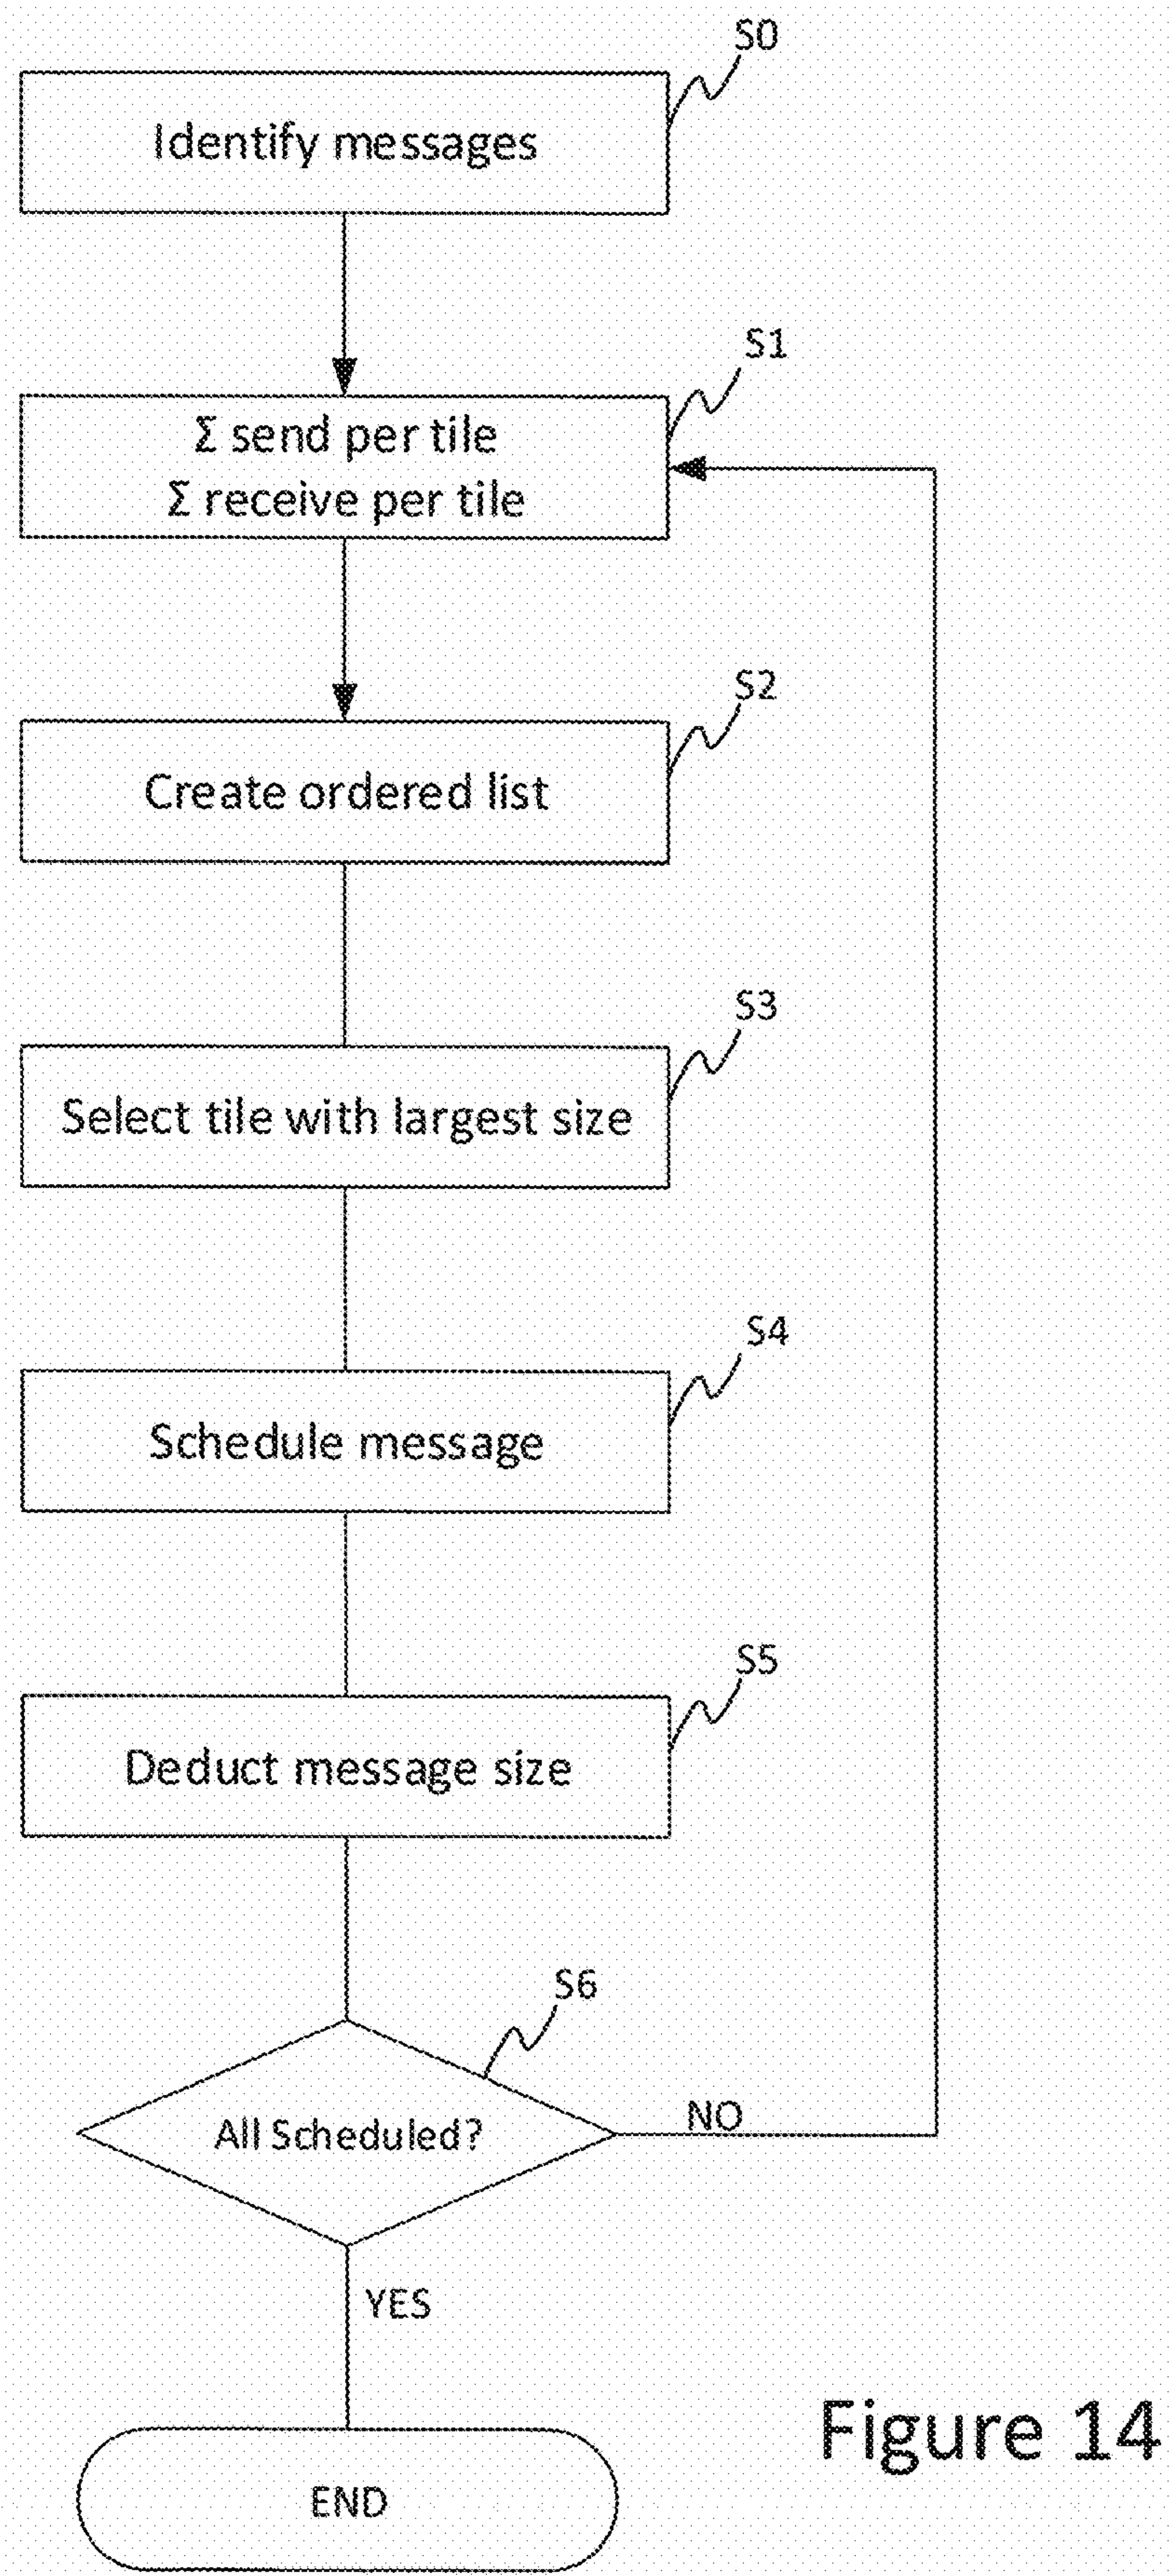 S0
Identify messages
S1
Σ send per tile
Σ receive per tile
S2
Create ordered list
S3
Select tile with largest size
S4
Schedule message
S5
Deduct message size
S6
All Scheduled?
NO
YES
Figure 14
END